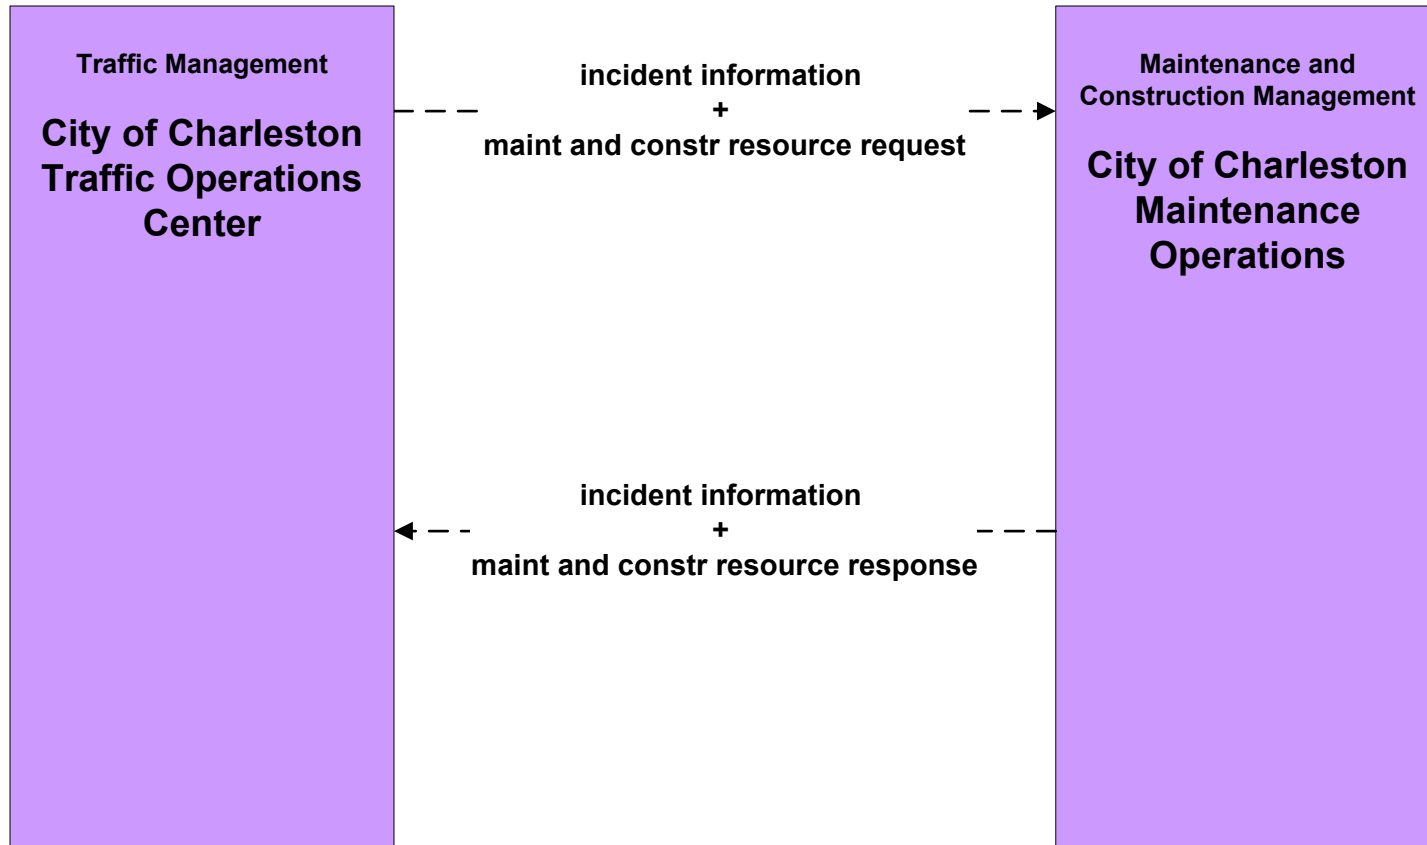 Traffic Management
City of Charleston
Traffic Operations
Center
incident information
+
maint and constr resource request
Maintenance and
Construction Management
City of Charleston
Maintenance
Operations
incident information
+
maint and constr resource response